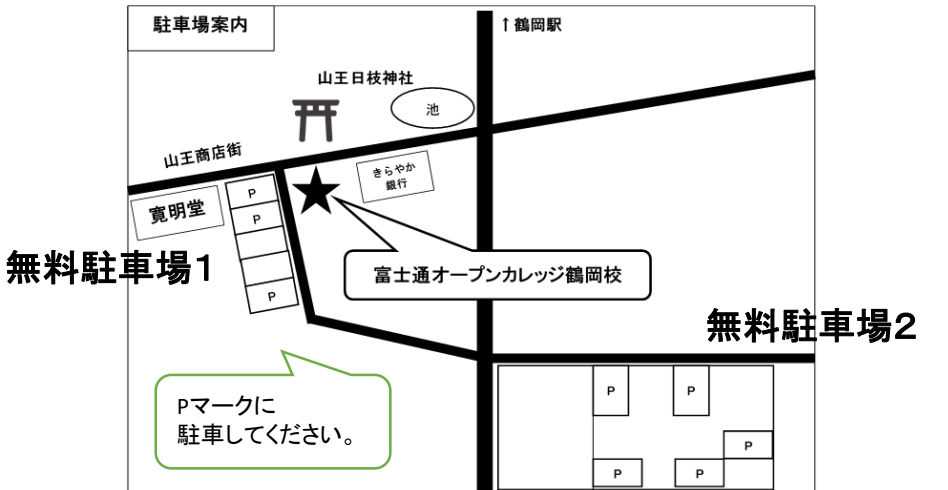 駐車場案内
↑鶴岡駅
山王日枝神社
池
山王商店街
きらやか
銀行
寛明堂
P
P
P
無料駐車場1
富士通オープンカレッジ鶴岡校
無料駐車場2
Pマークに
駐車してください。
P
P
P
P
P